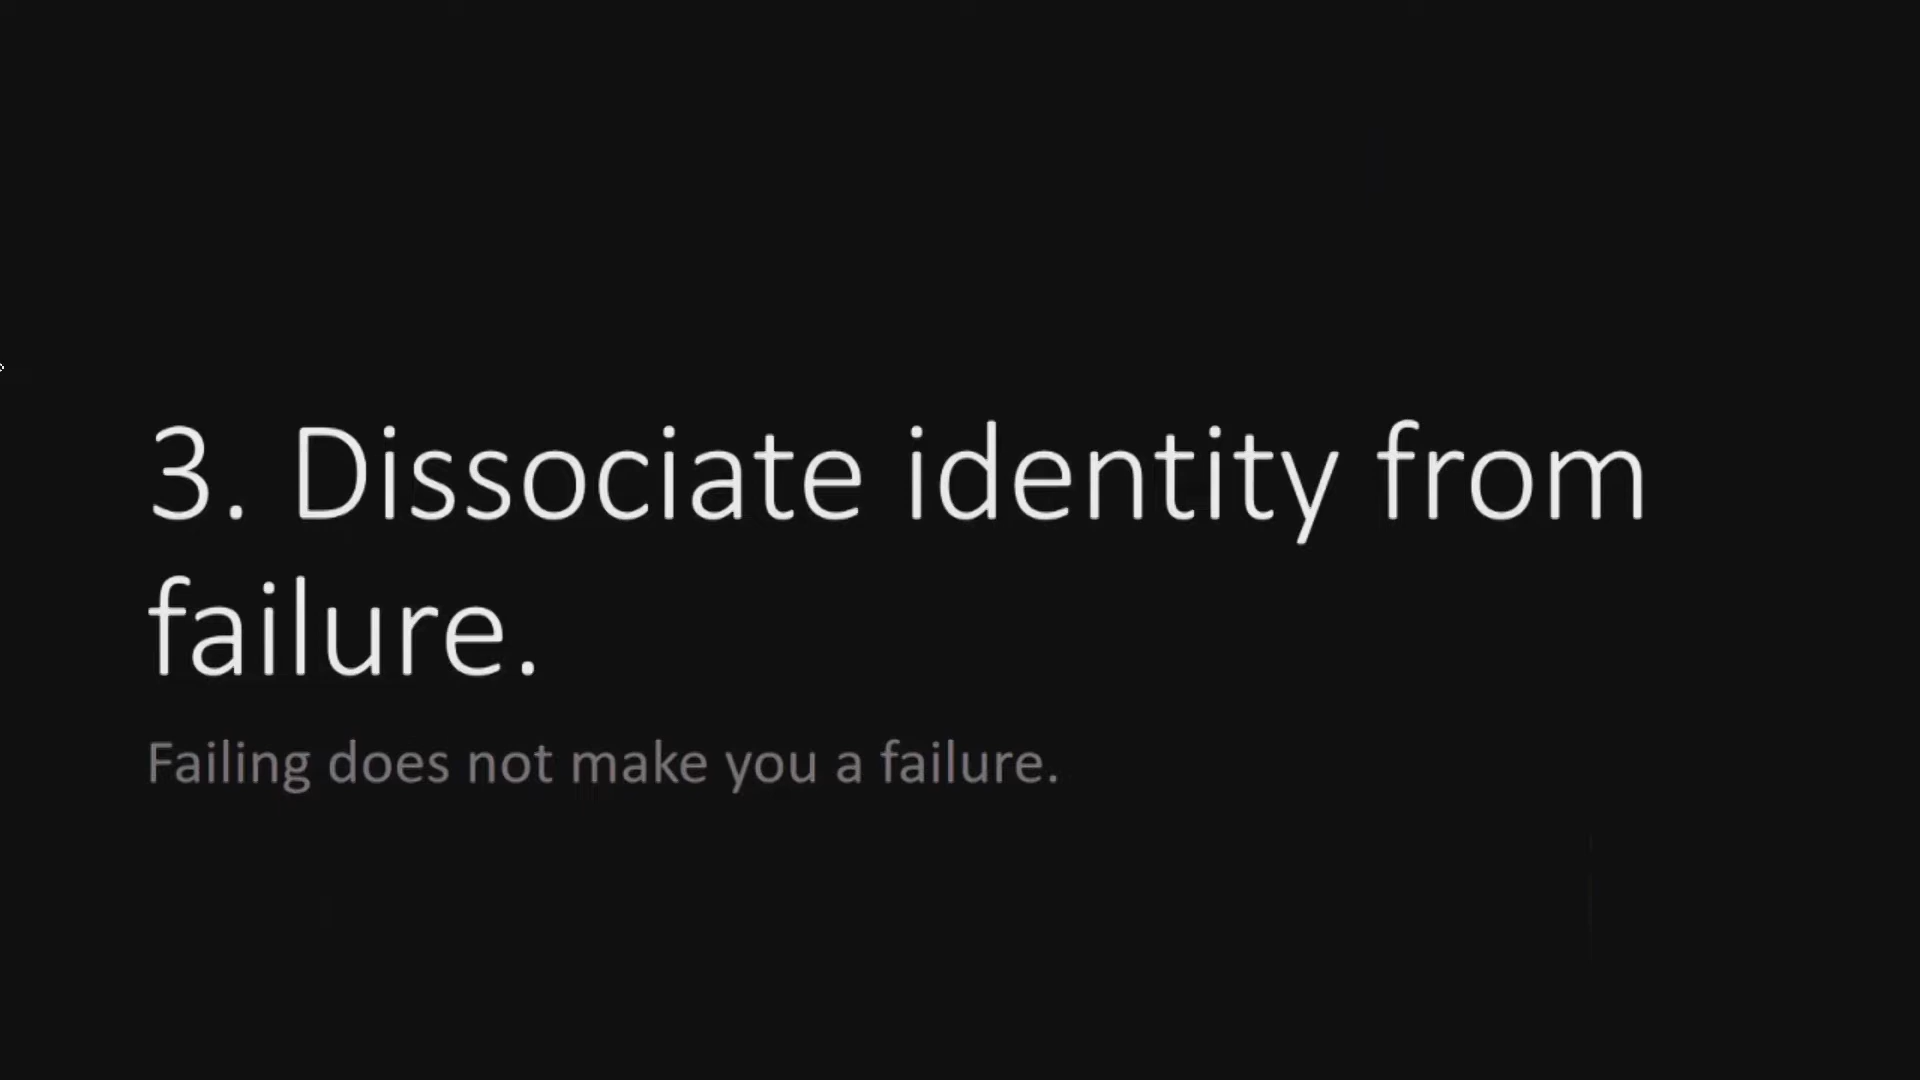 3. Dissociate identity from
failure.
Failing does not make you a failure.